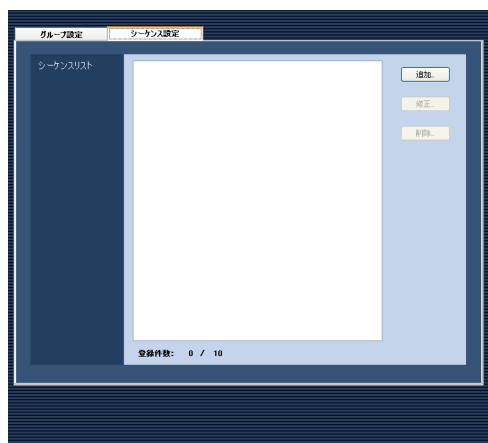 グループ設定 シーケンス設定
シーケンスリスト
追加...
修正...
削除...
登録件数: 0 / 10